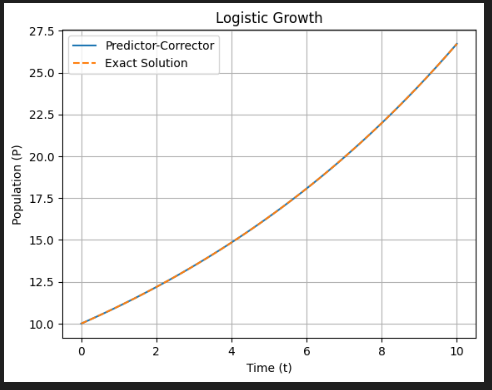 Logistic Growth
27.5
Predictor-Corrector
Exact Solution
25.0
22.5
20.0
17.5
15.0
12.5
10.0
Population (P)
0 2 4 6 8 10
Time (t)